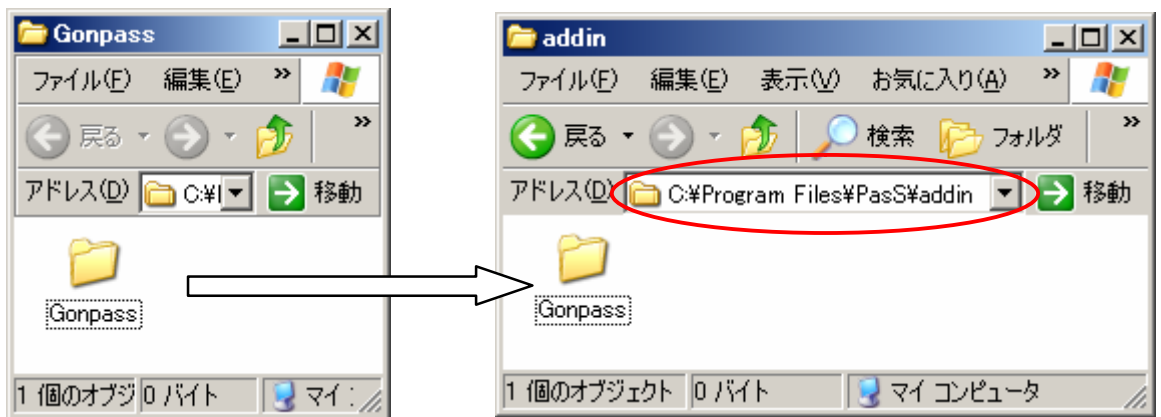 Gonpass
ファイル(F) 編集(E) »
戻る »
アドレス(D) C:¥I 移動
Gonpass
1 個のオブジ 0 バイト マイ :
addin
ファイル(F) 編集(E) 表示(V) お気に入り(A) »
戻る 検索 フォルダ »
アドレス(D) C:¥Program Files¥PasS¥addin 移動
Gonpass
1 個のオブジェクト 0 バイト マイ コンピュータ